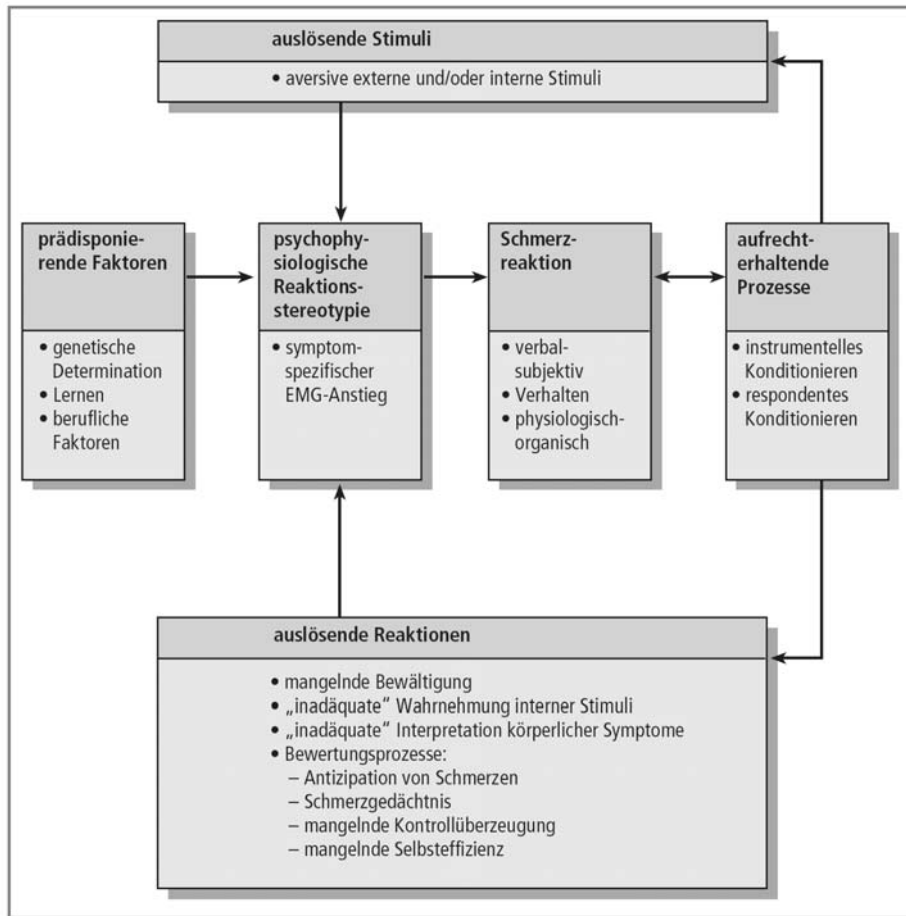 auslösende Stimuli
• aversive externe und/oder interne Stimuli
prädisponie-
rende Faktoren
• genetische
Determination
• Lernen
• berufliche
Faktoren
psychophy-
siologische
Reaktions-
stereotypie
• symptom-
spezifischer
EMG-Anstieg
Schmerz-
reaktion
• verbal-
subjektiv
• Verhalten
• physiologisch-
organisch
aufrecht-
erhaltende
Prozesse
• instrumentelles
Konditionieren
• respondentes
Konditionieren
auslösende Reaktionen
• mangelnde Bewältigung
• „inadäquate“ Wahrnehmung interner Stimuli
• „inadäquate“ Interpretation körperlicher Symptome
• Bewertungsprozesse:
– Antizipation von Schmerzen
– Schmerzgedächtnis
– mangelnde Kontrollüberzeugung
– mangelnde Selbsteffizienz